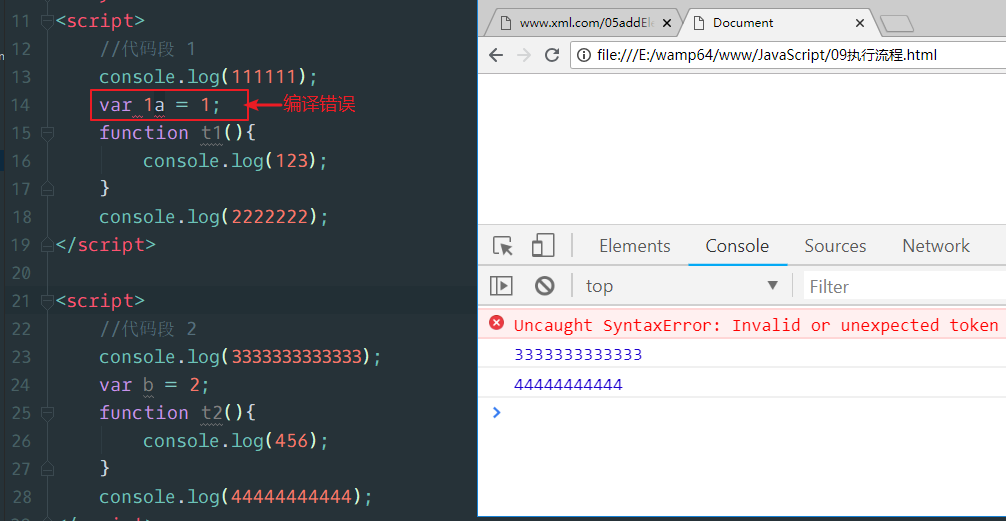 11 <script>
12 //代码段 1
13 console.log(111111);
14 var 1a = 1; 编译错误
15 function t1(){
16 console.log(123);
17 }
18 console.log(2222222);
19 </script>
20
21 <script>
22 //代码段 2
23 console.log(3333333333333);
24 var b = 2;
25 function t2(){
26 console.log(456);
27 }
28 console.log(44444444444);
www.xml.com/05addEl
Document
file:///E:/wamp64/www/JavaScript/09执行流程.html
Elements Console Sources Network
top Filter
Uncaught SyntaxError: Invalid or unexpected token
3333333333333
44444444444